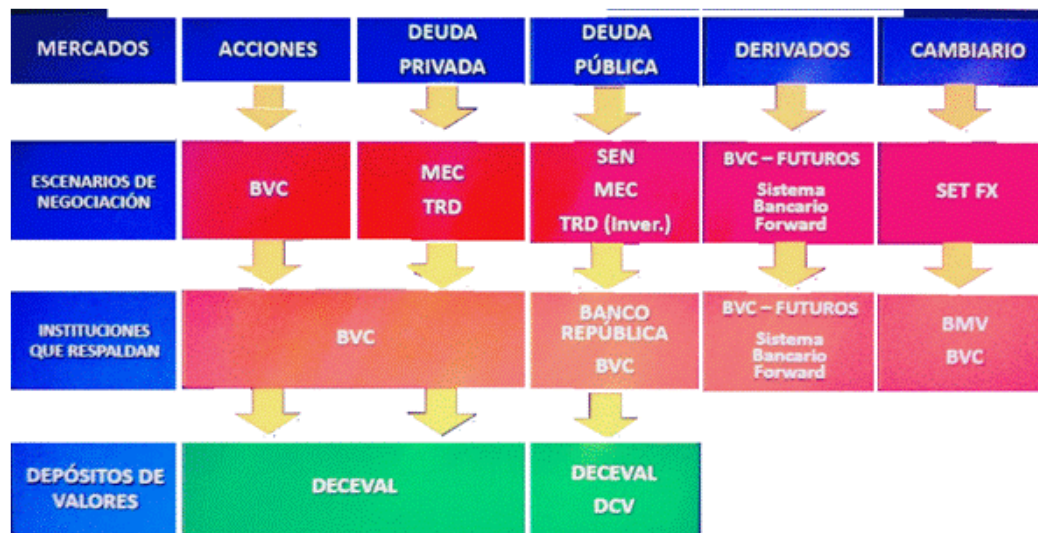 MERCADOS
ACCIONES
DEUDA
PRIVADA
DEUDA
PÚBLICA
DERIVADOS
CAMBIARIO
ESCENARIOS DE
NEGOCIACIÓN
BVC
MEC
TRD
SEN
MEC
TRD (Inver.)
BVC – FUTUROS
Sistema
Bancario
Forward
SET FX
INSTITUCIONES
QUE RESPALDAN
BVC
BANCO
REPÚBLICA
BVC
BVC – FUTUROS
Sistema
Bancario
Forward
BMV
BVC
DEPÓSITOS DE
VALORES
DECEVAL
DECEVAL
DCV